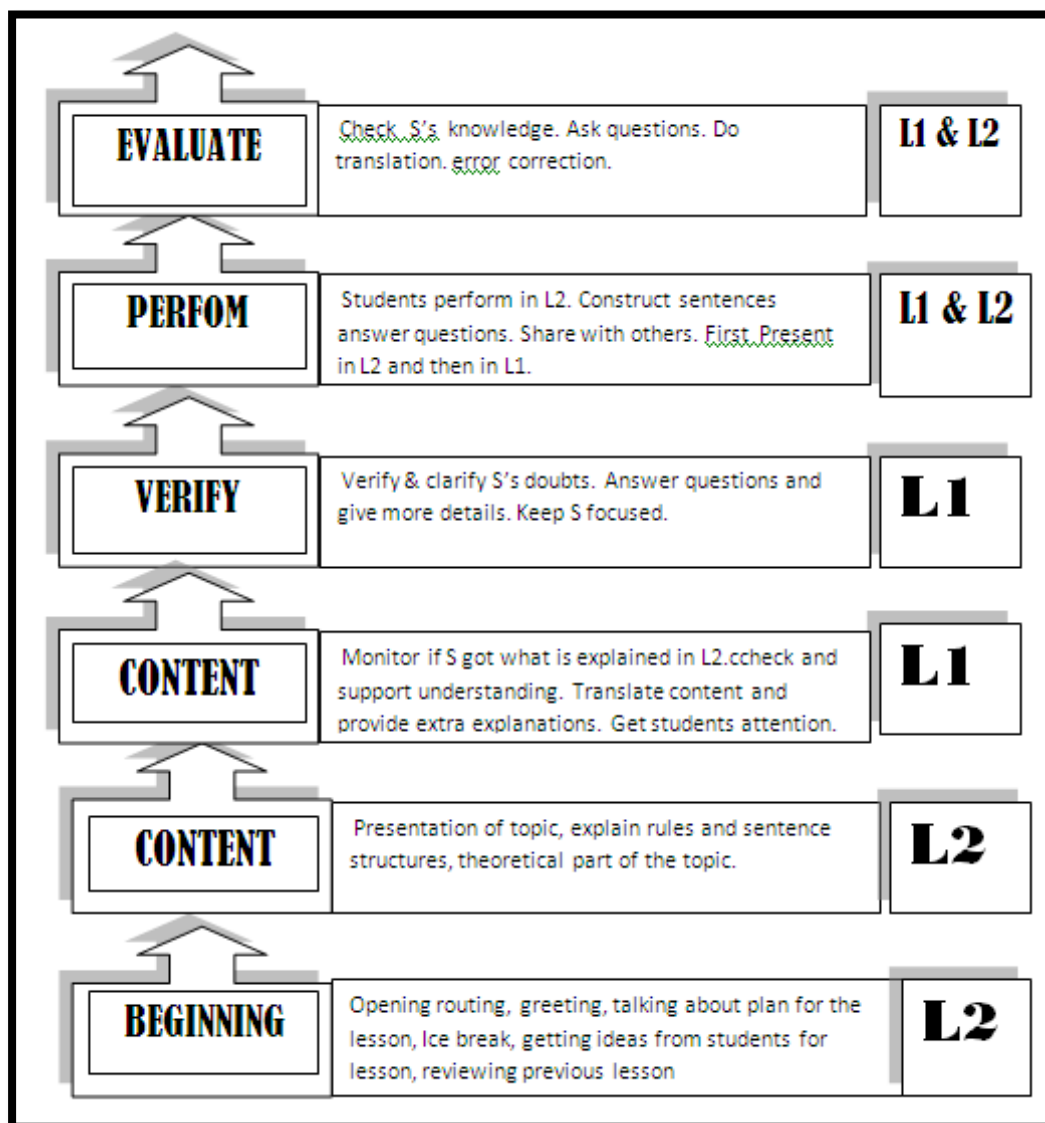 EVALUATE
Check S's knowledge. Ask questions. Do
translation. error correction.
L1 & L2
PERFOM
Students perform in L2. Construct sentences
answer questions. Share with others. First Present
in L2 and then in L1.
L1 & L2
VERIFY
Verify & clarify S's doubts. Answer questions and
give more details. Keep S focused.
L1
CONTENT
Monitor if S got what is explained in L2.ccheck and
support understanding. Translate content and
provide extra explanations. Get students attention.
L1
CONTENT
Presentation of topic, explain rules and sentence
structures, theoretical part of the topic.
L2
BEGINNING
Opening routing, greeting, talking about plan for the
lesson, Ice break, getting ideas from students for
lesson, reviewing previous lesson
L2